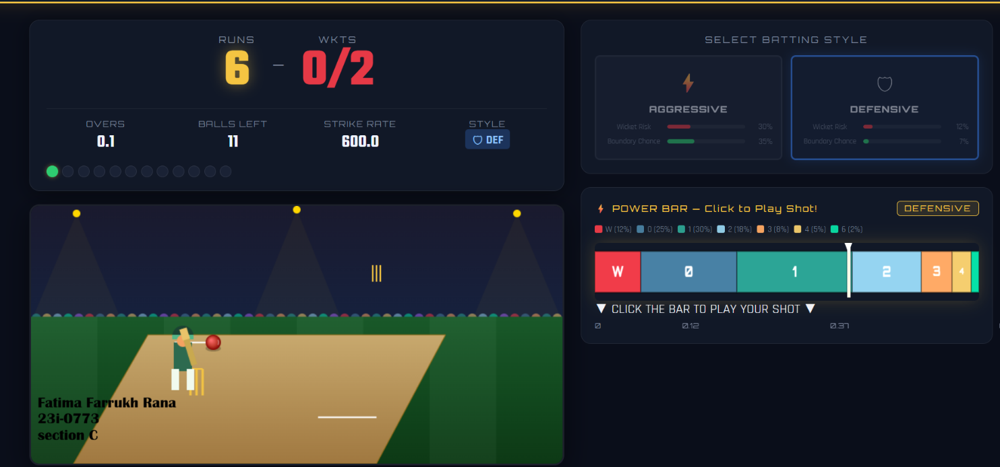 RUNS WKTS
6 – 0/2
OVERS BALLS LEFT STRIKE RATE STYLE
0.1 11 600.0 DEF
Fatima Farrukh Rana
23i-0773
section C
SELECT BATTING STYLE
AGGRESSIVE
Wicket Risk 30%
Boundary Chance 35%
DEFENSIVE
Wicket Risk 12%
Boundary Chance 7%
POWER BAR – Click to Play Shot! DEFENSIVE
W (12%) 0 (25%) 1 (30%) 2 (18%) 3 (8%) 4 (5%) 6 (2%)
W 0 1 2 3 4
▼ CLICK THE BAR TO PLAY YOUR SHOT ▼
0 0.12 0.37